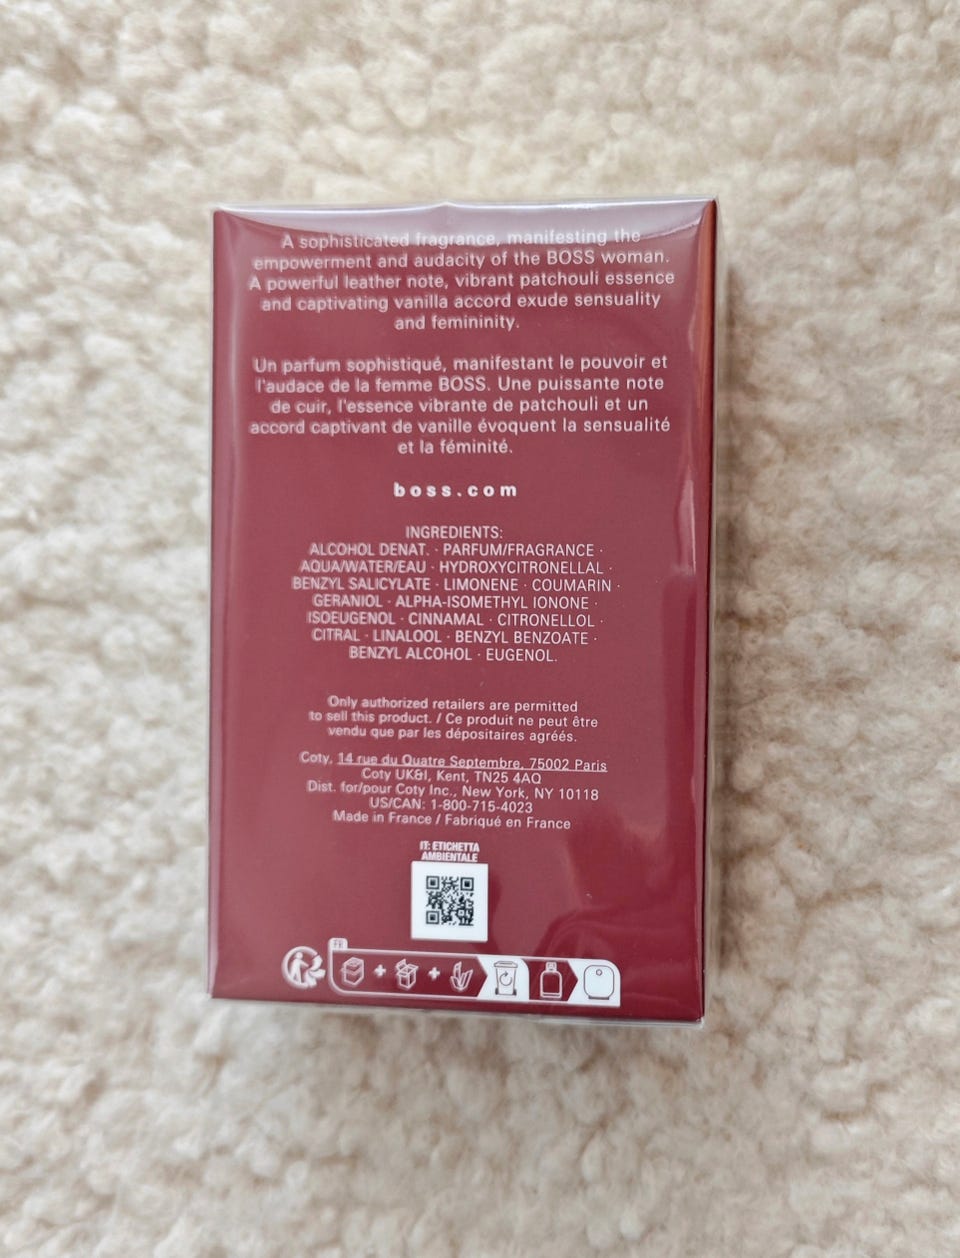 A sophisticated fragrance, manifesting the
empowerment and audacity of the BOSS woman.
A powerful leather note, vibrant patchouli essence
and captivating vanilla accord exude sensuality
and femininity.
Un parfum sophistiqué, manifestant le pouvoir et
l'audace de la femme BOSS. Une puissante note
de cuir, l'essence vibrante de patchouli et un
accord captivant de vanille évoquent la sensualité
et la féminité.
boss.com
INGREDIENTS:
ALCOHOL DENAT. · PARFUM/FRAGRANCE ·
AQUA/WATER/EAU · HYDROXYCITRONELLAL ·
BENZYL SALICYLATE · LIMONENE · COUMARIN ·
GERANIOL · ALPHA-ISOMETHYL IONONE ·
ISOEUGENOL · CINNAMAL · CITRONELLOL ·
CITRAL · LINALOOL · BENZYL BENZOATE ·
BENZYL ALCOHOL · EUGENOL.
Only authorized retailers are permitted
to sell this product. / Ce produit ne peut être
vendu que par les dépositaires agréés.
Coty, 14 rue du Quatre Septembre, 75002 Paris
Coty UK&I, Kent, TN25 4AQ
Dist. for/pour Coty Inc., New York, NY 10118
US/CAN: 1-800-715-4023
Made in France / Fabriqué en France
IT: ETICHETTA
AMBIENTALE
FR